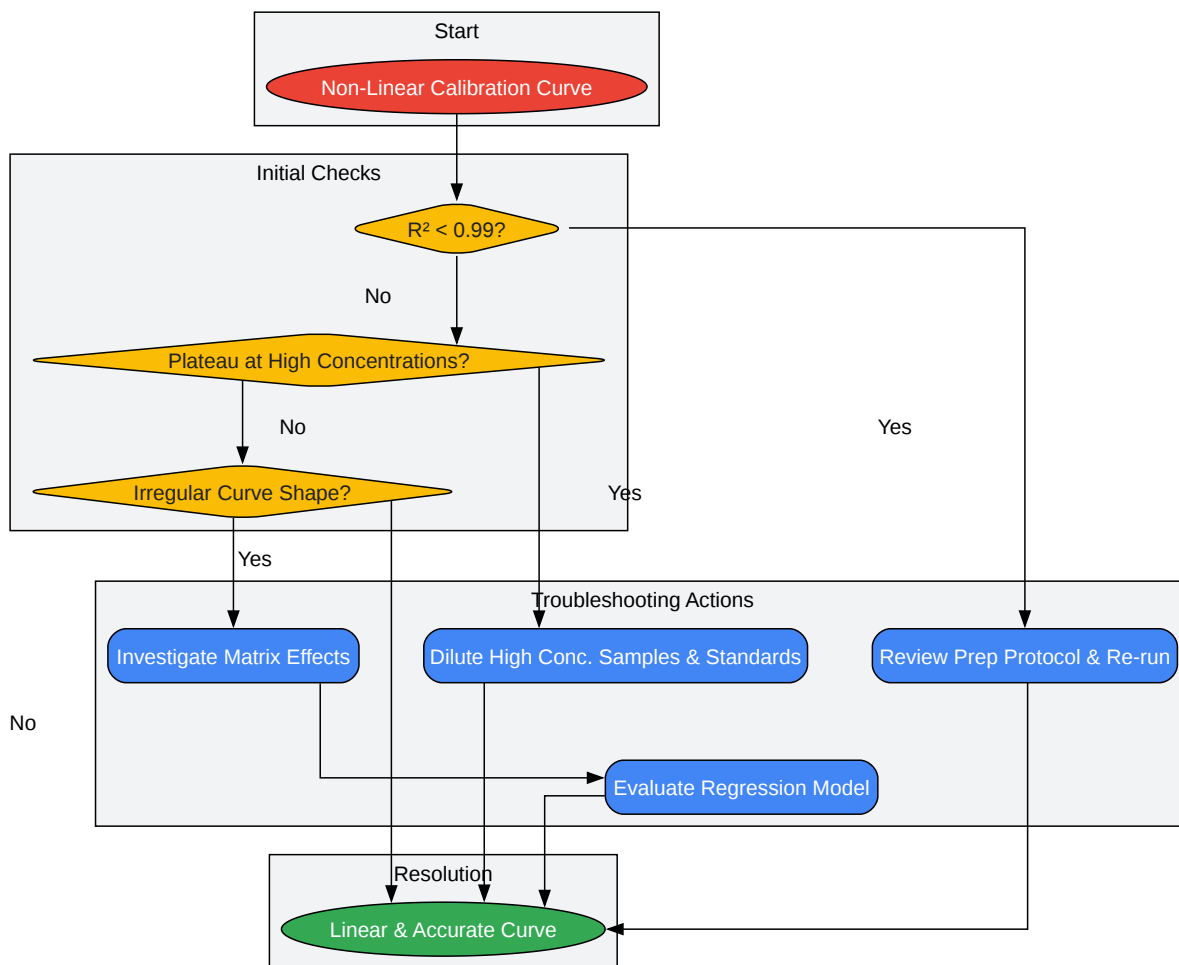 Start
Non-Linear Calibration Curve
Initial Checks
R² < 0.99?
No
Plateau at High Concentrations?
No
Yes
Irregular Curve Shape?
Yes
Yes
Troubleshooting Actions
Investigate Matrix Effects
Dilute High Conc. Samples & Standards
Review Prep Protocol & Re-run
No
Evaluate Regression Model
Resolution
Linear & Accurate Curve